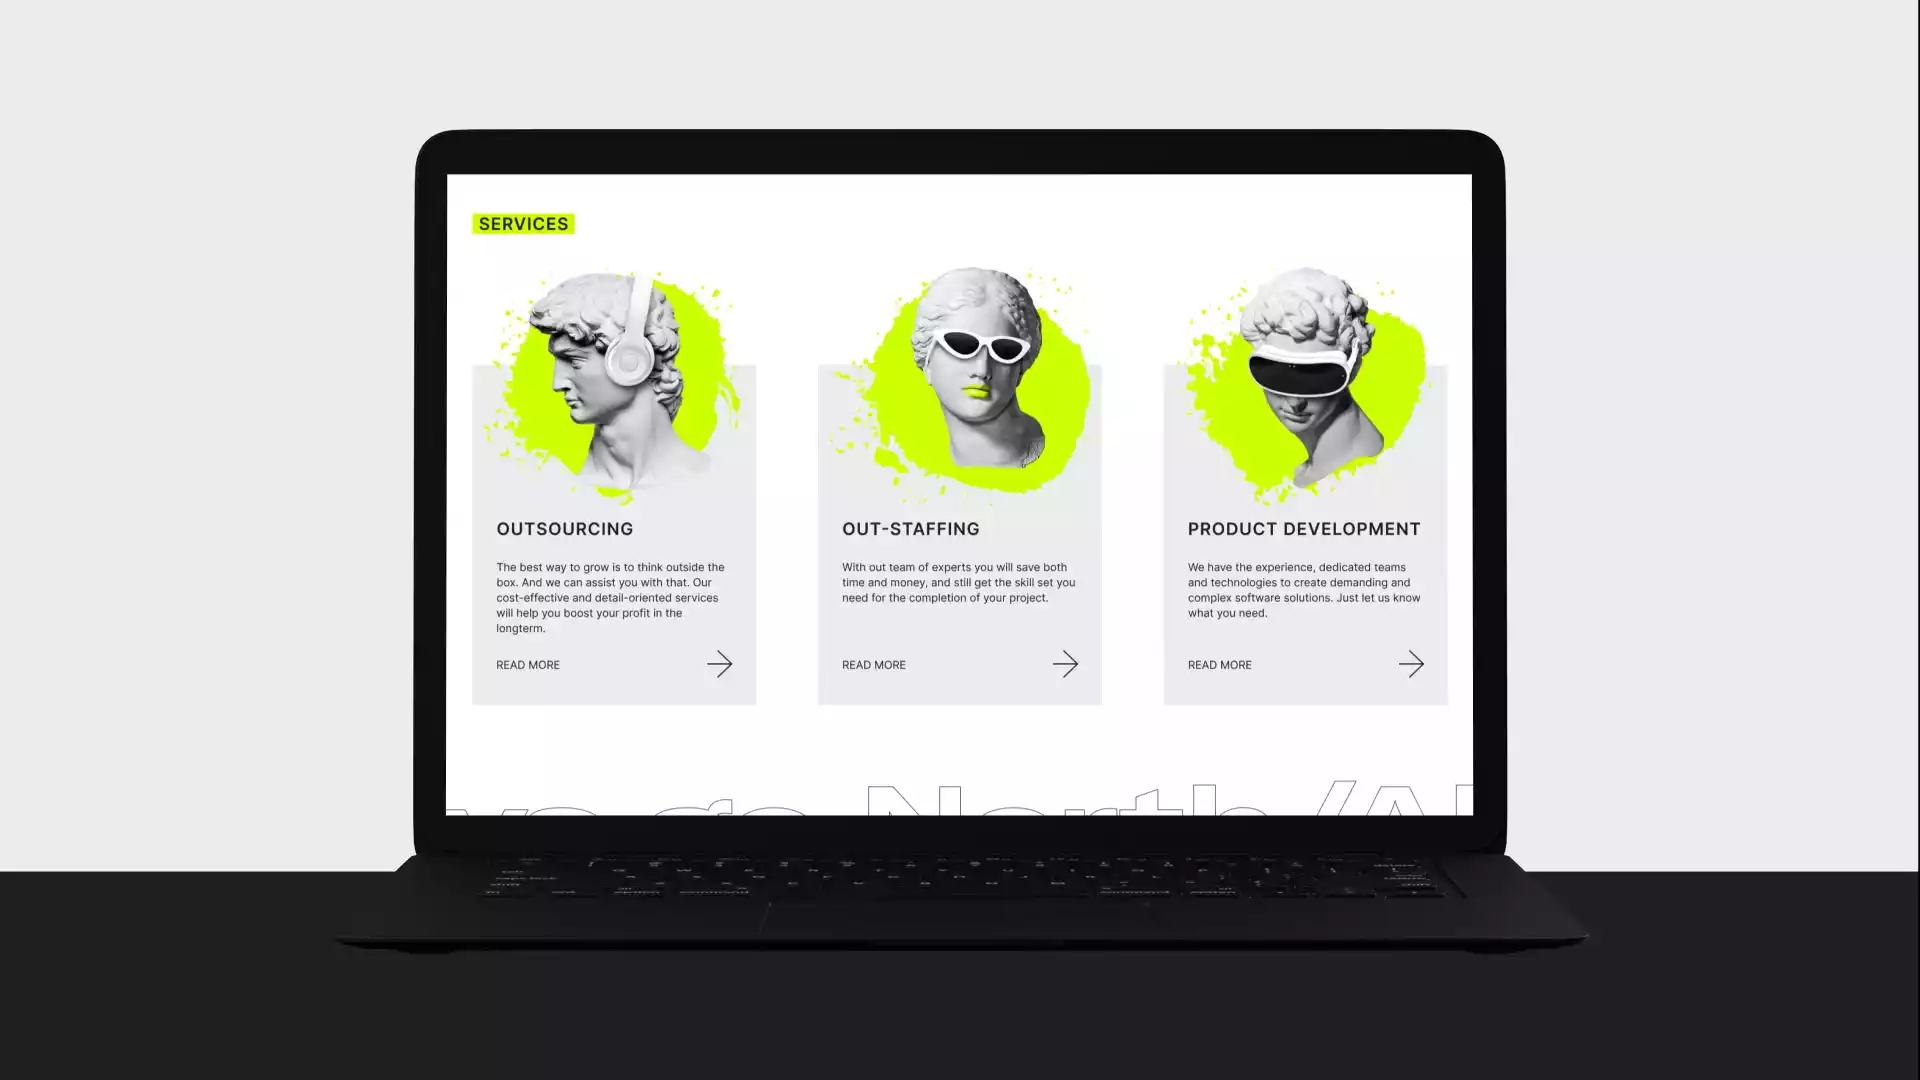 SERVICES
OUTSOURCING
The best way to grow is to think outside the
box. And we can assist you with that. Our
cost-effective and detail-oriented services
will help you boost your profit in the
longterm.
READ MORE
OUT-STAFFING
With out team of experts you will save both
time and money, and still get the skill set you
need for the completion of your project.
READ MORE
PRODUCT DEVELOPMENT
We have the experience, dedicated teams
and technologies to create demanding and
complex software solutions. Just let us know
what you need.
READ MORE
North